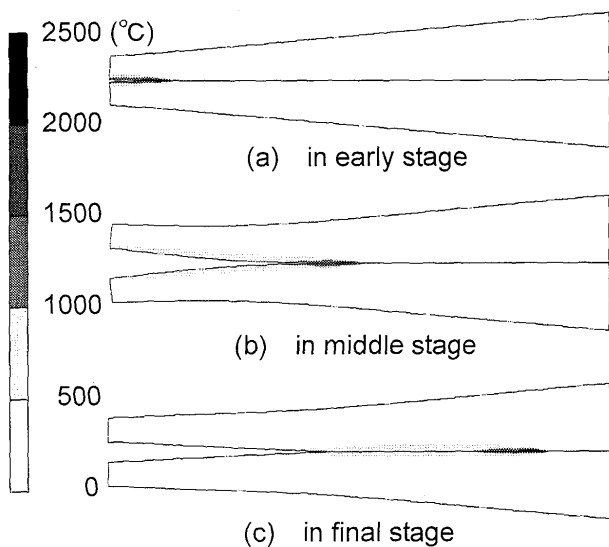 2500 (°C)
2000
(a) in early stage
1500
1000
(b) in middle stage
500
0
(c) in final stage